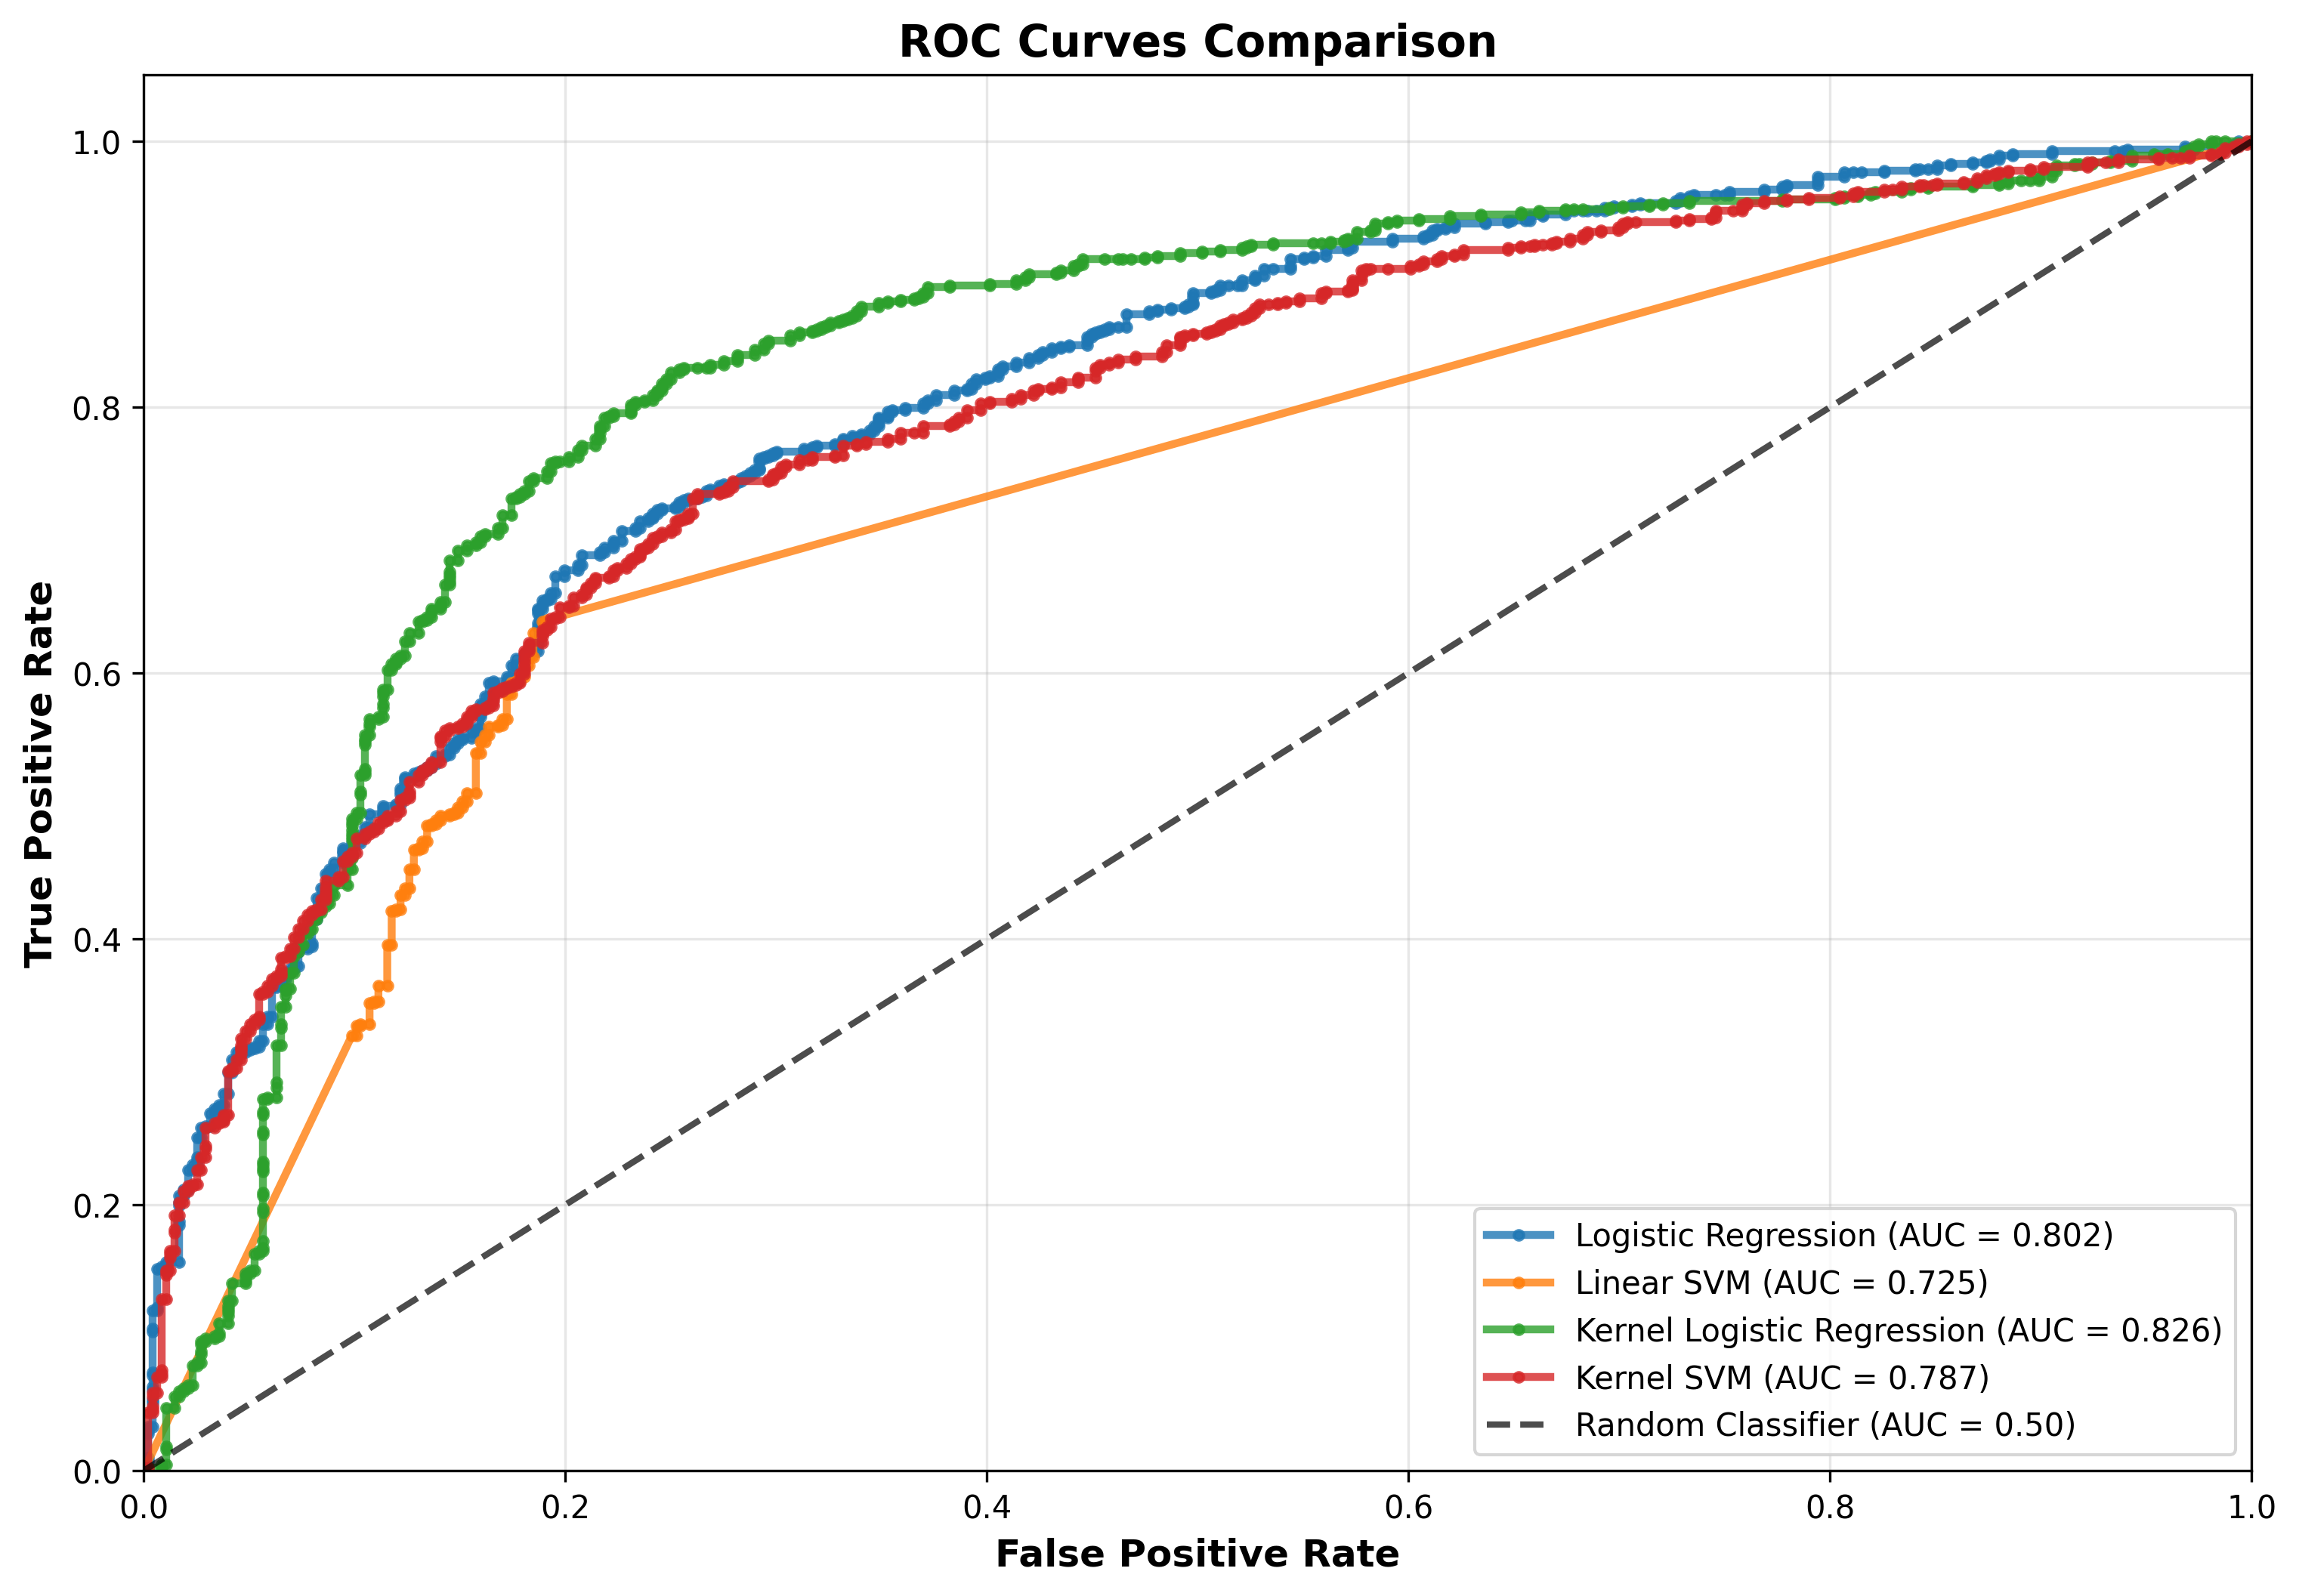 ROC Curves Comparison
1.0
0.8
0.6
0.4
0.2
0.0
True Positive Rate
0.0 0.2 0.4 0.6 0.8 1.0
False Positive Rate
Logistic Regression (AUC = 0.802)
Linear SVM (AUC = 0.725)
Kernel Logistic Regression (AUC = 0.826)
Kernel SVM (AUC = 0.787)
Random Classifier (AUC = 0.50)